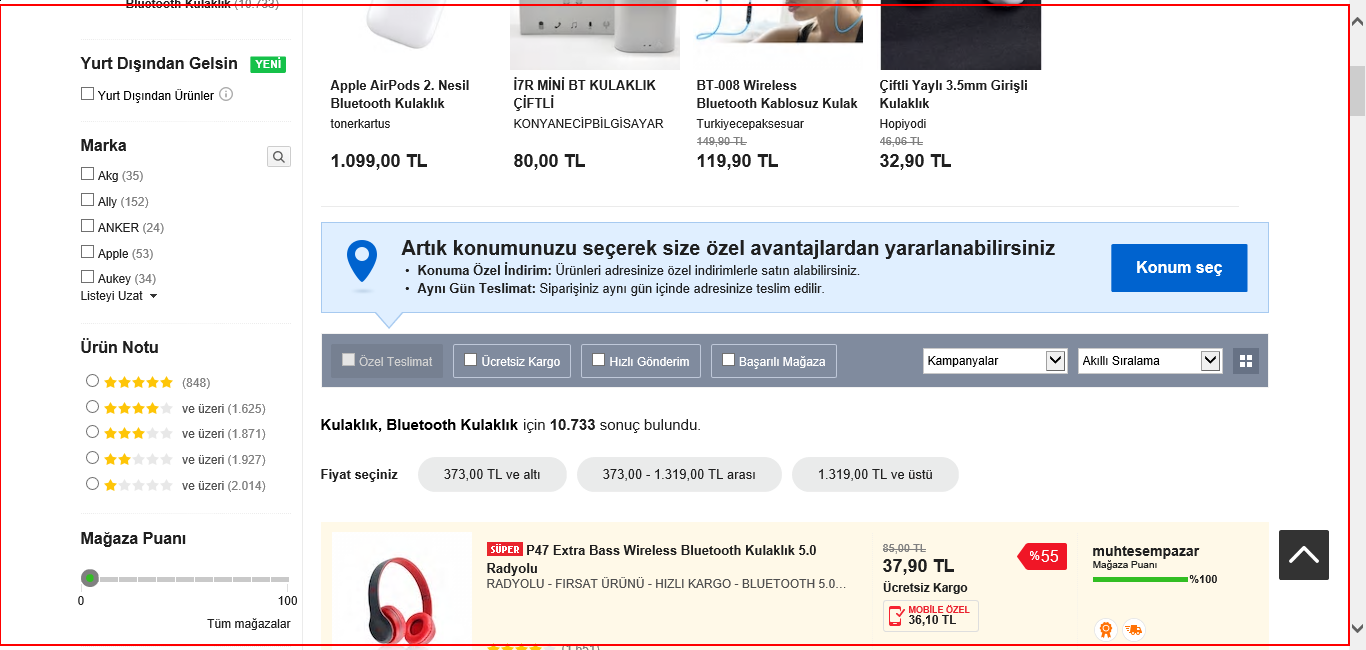 Bluetooth Kulaklık (10.733)
Yurt Dışından Gelsin YENİ
Yurt Dışından Ürünler
Marka
Akg (35)
Ally (152)
ANKER (24)
Apple (53)
Aukey (34)
Listeyi Uzat
Ürün Notu
(848)
ve üzeri (1.625)
ve üzeri (1.871)
ve üzeri (1.927)
ve üzeri (2.014)
Mağaza Puanı
0 100
Tüm mağazalar
Apple AirPods 2. Nesil
Bluetooth Kulaklık
tonerkartus
1.099,00 TL
İ7R MİNİ BT KULAKLIK
ÇİFTLİ
KONYANECİPBİLGİSAYAR
80,00 TL
BT-008 Wireless
Bluetooth Kablosuz Kulak
Turkiyecepaksesuar
149,90 TL
119,90 TL
Çiftli Yaylı 3.5mm Girişli
Kulaklık
Hopiyodi
46,06 TL
32,90 TL
Artık konumunuzu seçerek size özel avantajlardan yararlanabilirsiniz
• Konuma Özel İndirim: Ürünleri adresinize özel indirimlerle satın alabilirsiniz.
• Aynı Gün Teslimat: Siparişiniz aynı gün içinde adresinize teslim edilir.
Konum seç
Özel Teslimat Ücretsiz Kargo Hızlı Gönderim Başarılı Mağaza Kampanyalar Akıllı Sıralama
Kulaklık, Bluetooth Kulaklık için 10.733 sonuç bulundu.
Fiyat seçiniz 373,00 TL ve altı 373,00 - 1.319,00 TL arası 1.319,00 TL ve üstü
SÜPER P47 Extra Bass Wireless Bluetooth Kulaklık 5.0
Radyolu
RADYOLU - FIRSAT ÜRÜNÜ - HIZLI KARGO - BLUETOOTH 5.0...
(1.651)
85,00 TL
37,90 TL
Ücretsiz Kargo
MOBİLE ÖZEL
36,10 TL
%55
muhtesempazar
Mağaza Puanı
%100